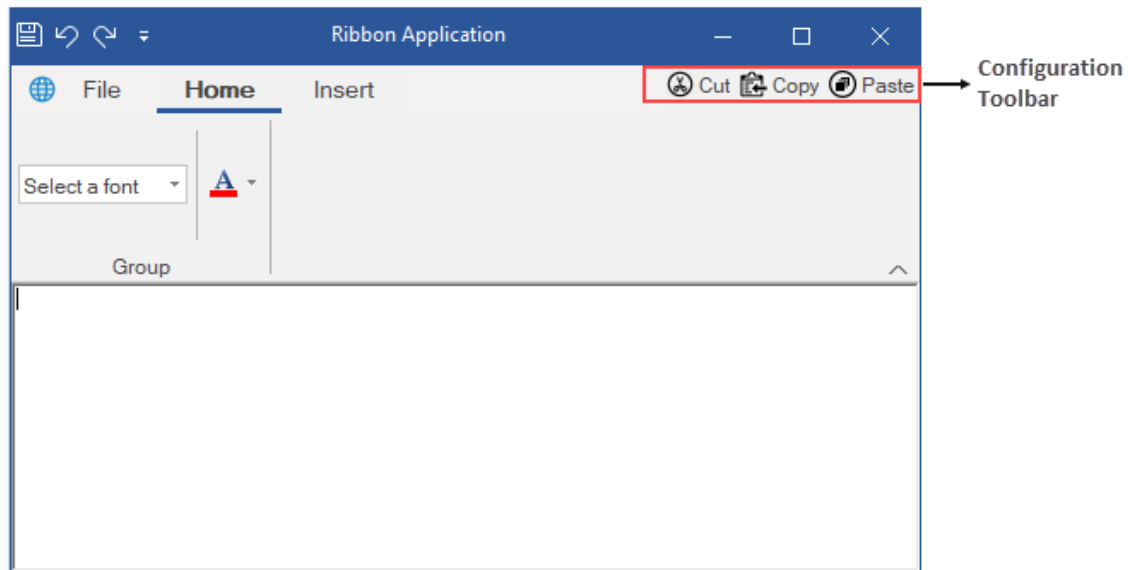 Ribbon Application
File Home Insert
Cut Copy Paste
Configuration
Toolbar
Select a font
A
Group